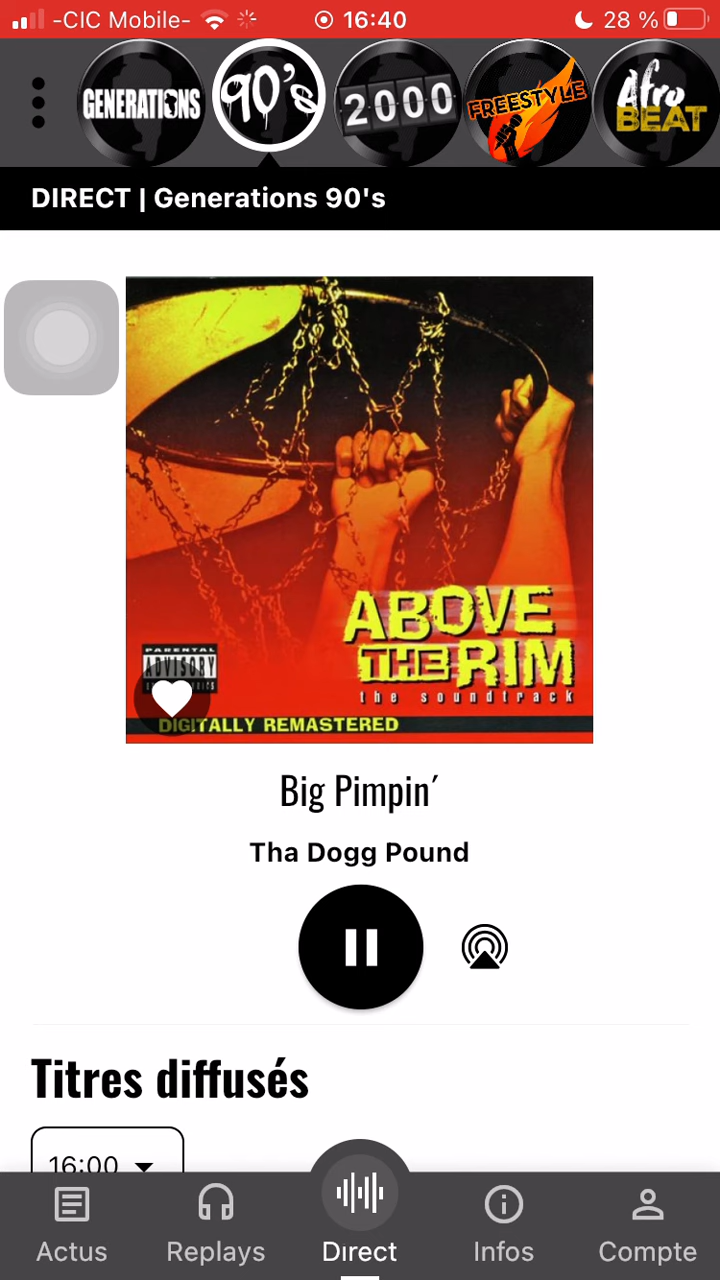 -CIC Mobile- 16:40 28 %
GENERATIONS
90's
2000
FREESTYLE
Afro
BEAT
DIRECT | Generations 90's
ABOVE
THE RIM
the soundtrack
PARENTAL
ADVISORY
DIGITALLY REMASTERED
Big Pimpin´
Tha Dogg Pound
Titres diffusés
16:00
Actus Replays Direct Infos Compte